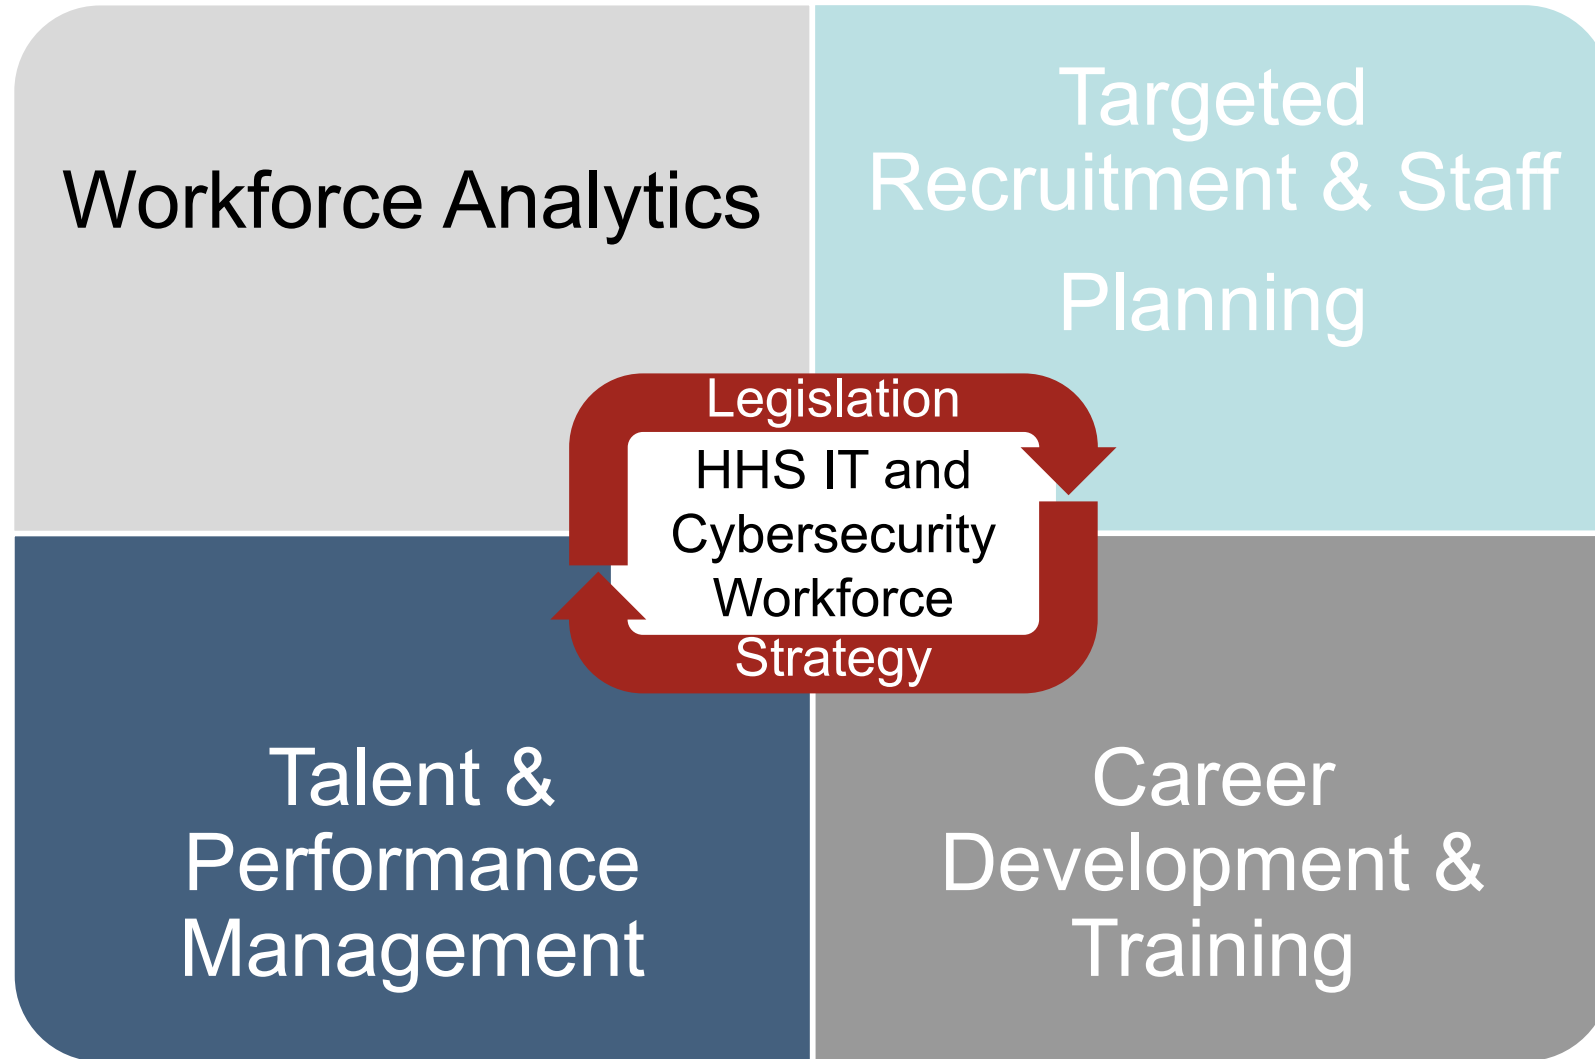 Workforce Analytics
Targeted
Recruitment & Staff
Planning
Legislation
HHS IT and
Cybersecurity
Workforce
Strategy
Talent &
Performance
Management
Career
Development &
Training